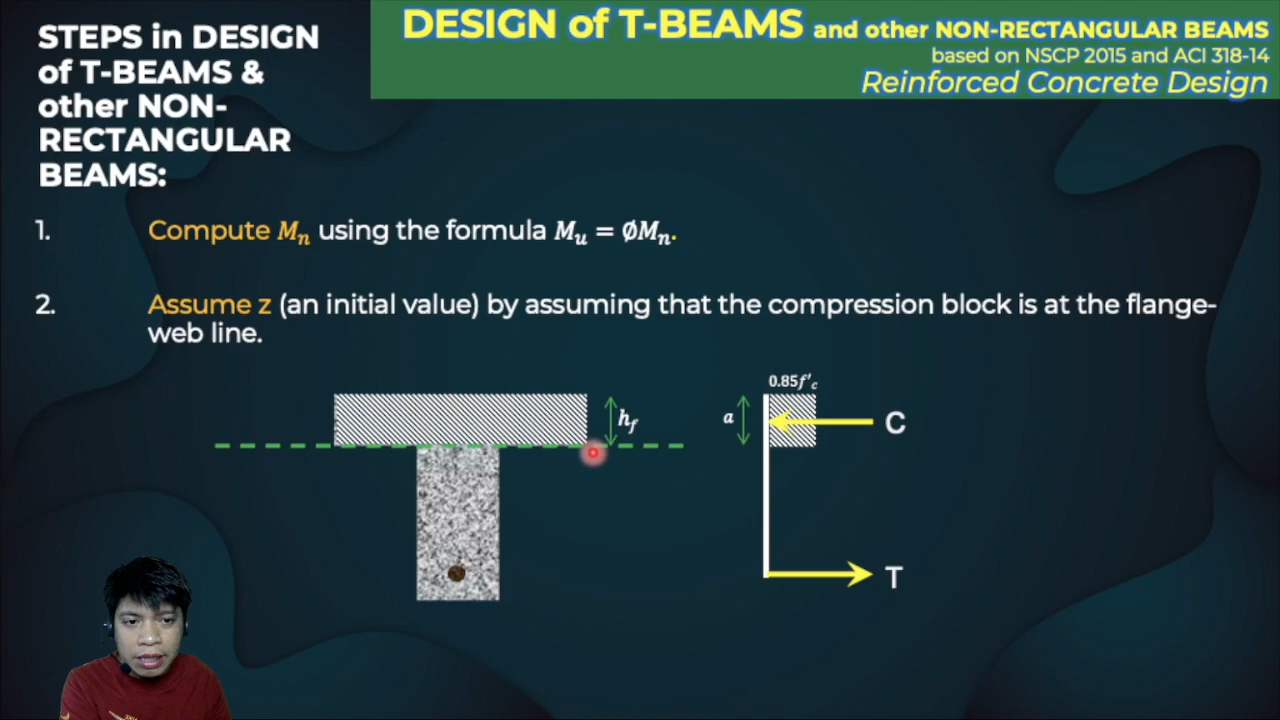 STEPS in DESIGN
of T-BEAMS &
other NON-
RECTANGULAR
BEAMS:
DESIGN of T-BEAMS and other NON-RECTANGULAR BEAMS
based on NSCP 2015 and ACI 318-14
Reinforced Concrete Design
1. Compute Mₙ using the formula Mᵤ = ∅Mₙ.
2. Assume z (an initial value) by assuming that the compression block is at the flange-
web line.
h_f
a
0.85f'_c
C
T